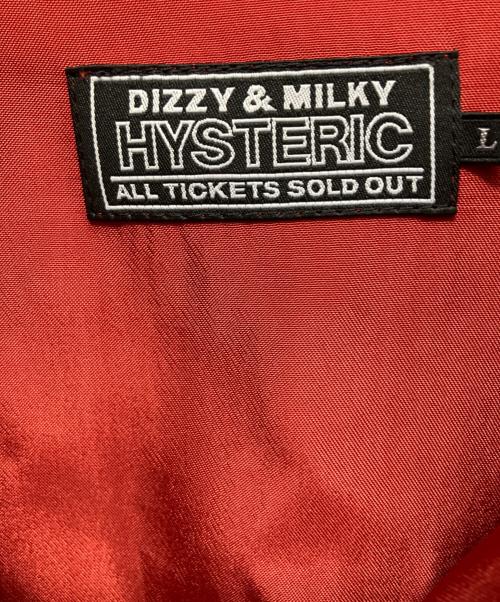 DIZZY & MILKY
HYSTERIC
ALL TICKETS SOLD OUT
L